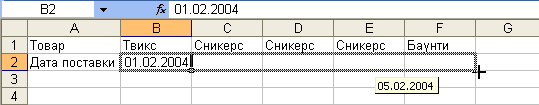 B2 fx 01.02.2004
A B C D E F G
1 Товар Твикс Сникерс Сникерс Сникерс Баунти
2 Дата поставки 01.02.2004
3 05.02.2004
4